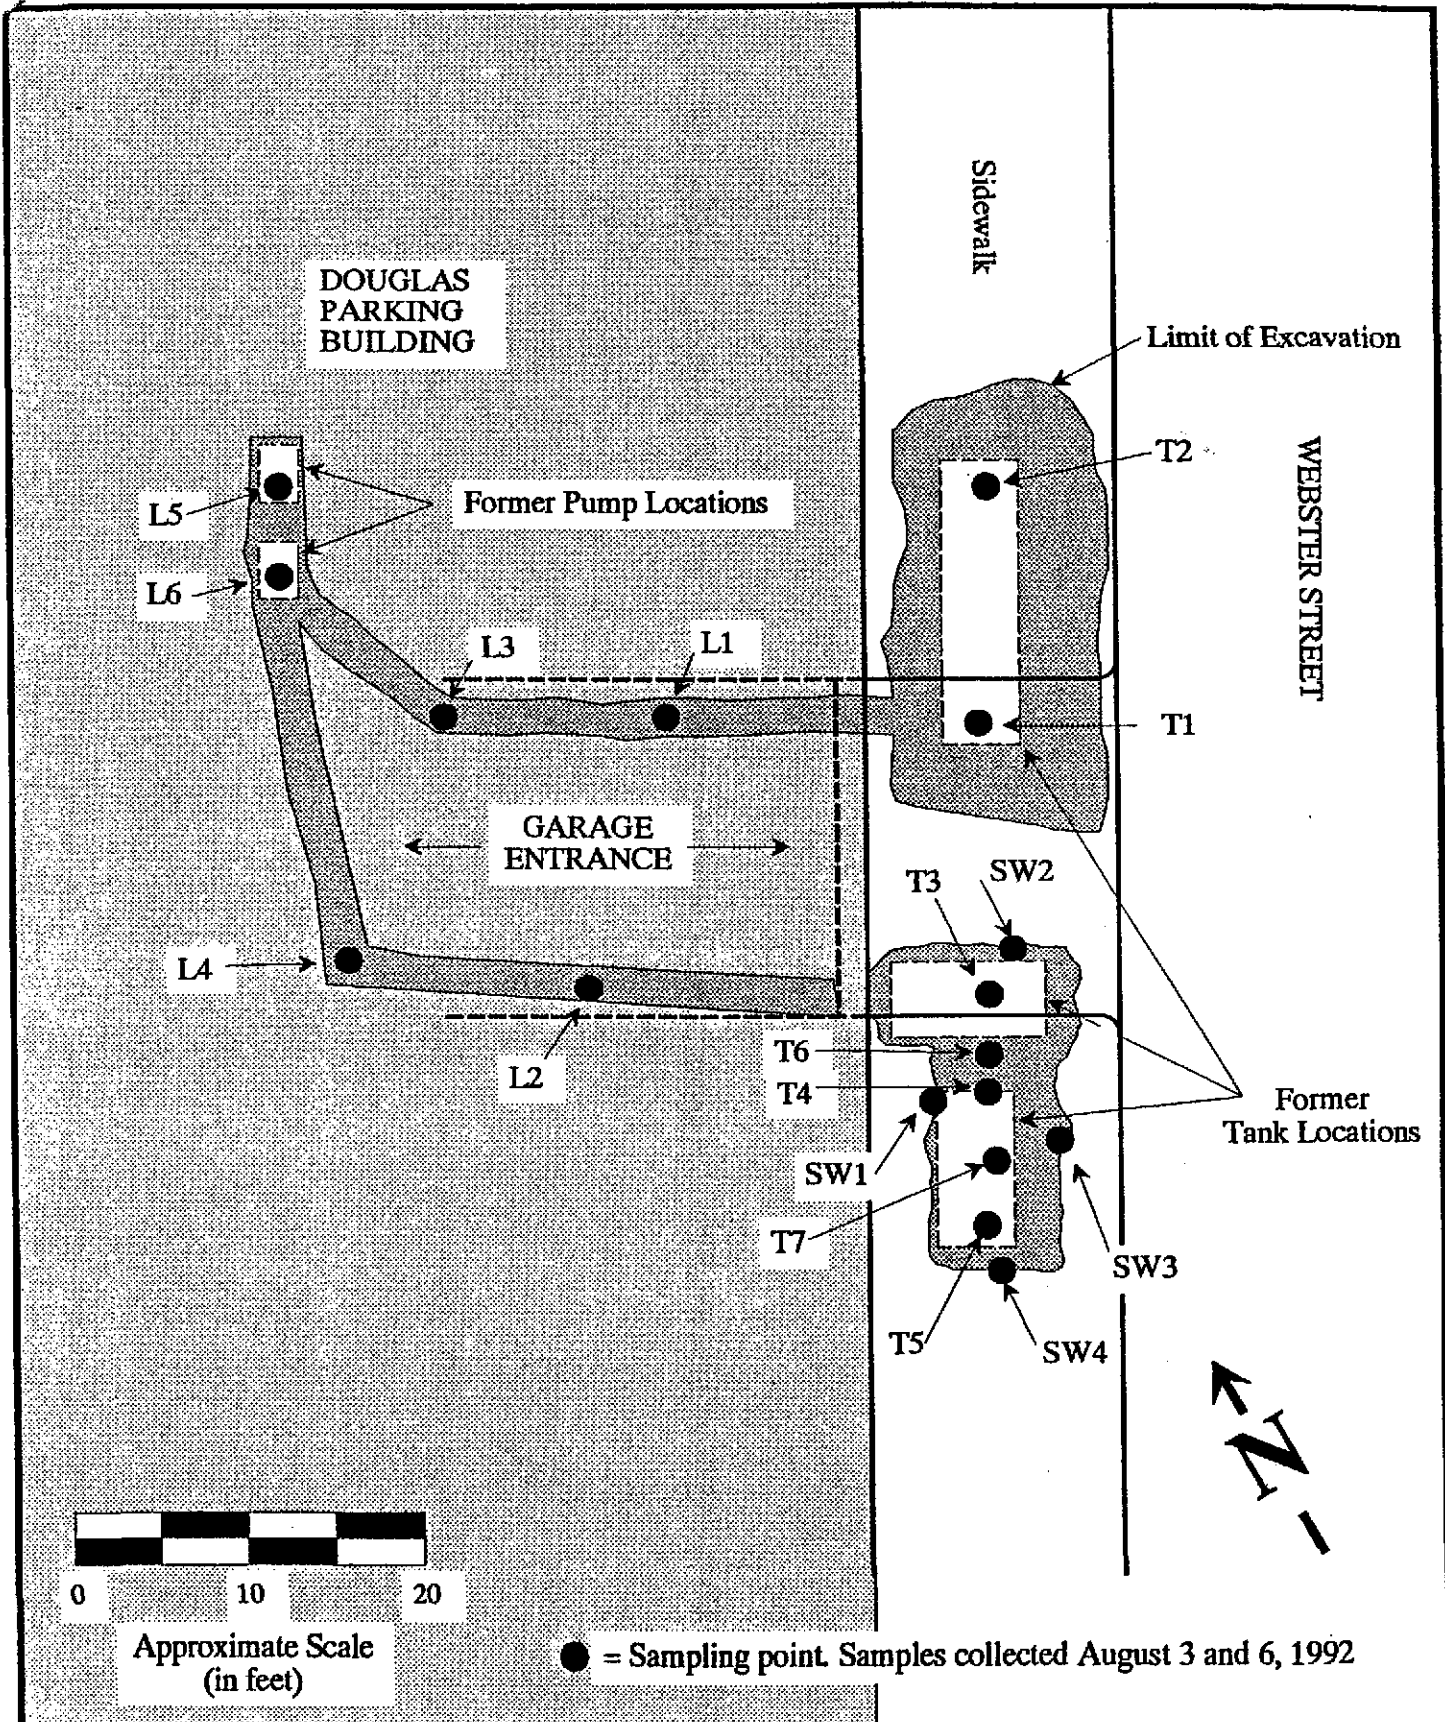 Sidewalk
DOUGLAS
PARKING
BUILDING
Limit of Excavation
T2
WEBSTER STREET
L5
Former Pump Locations
L6
L3
L1
T1
GARAGE
ENTRANCE
T3
SW2
L4
T6
L2
T4
Former
Tank Locations
SW1
T7
SW3
T5
SW4
N
0
10
20
Approximate Scale
(in feet)
= Sampling point. Samples collected August 3 and 6, 1992